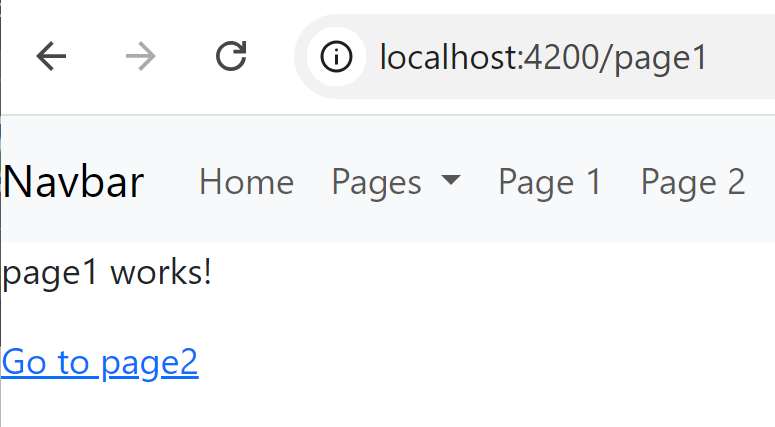 localhost:4200/page1
Navbar Home Pages Page 1 Page 2
page1 works!
Go to page2